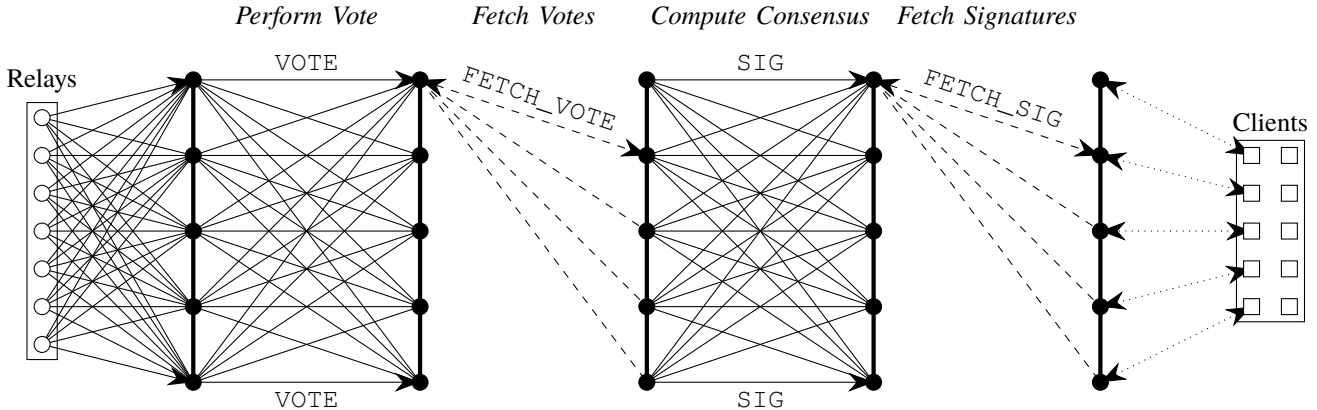 Perform Vote
Fetch Votes
Compute Consensus
Fetch Signatures
Relays
VOTE
FETCH_VOTE
SIG
FETCH_SIG
Clients
VOTE
SIG